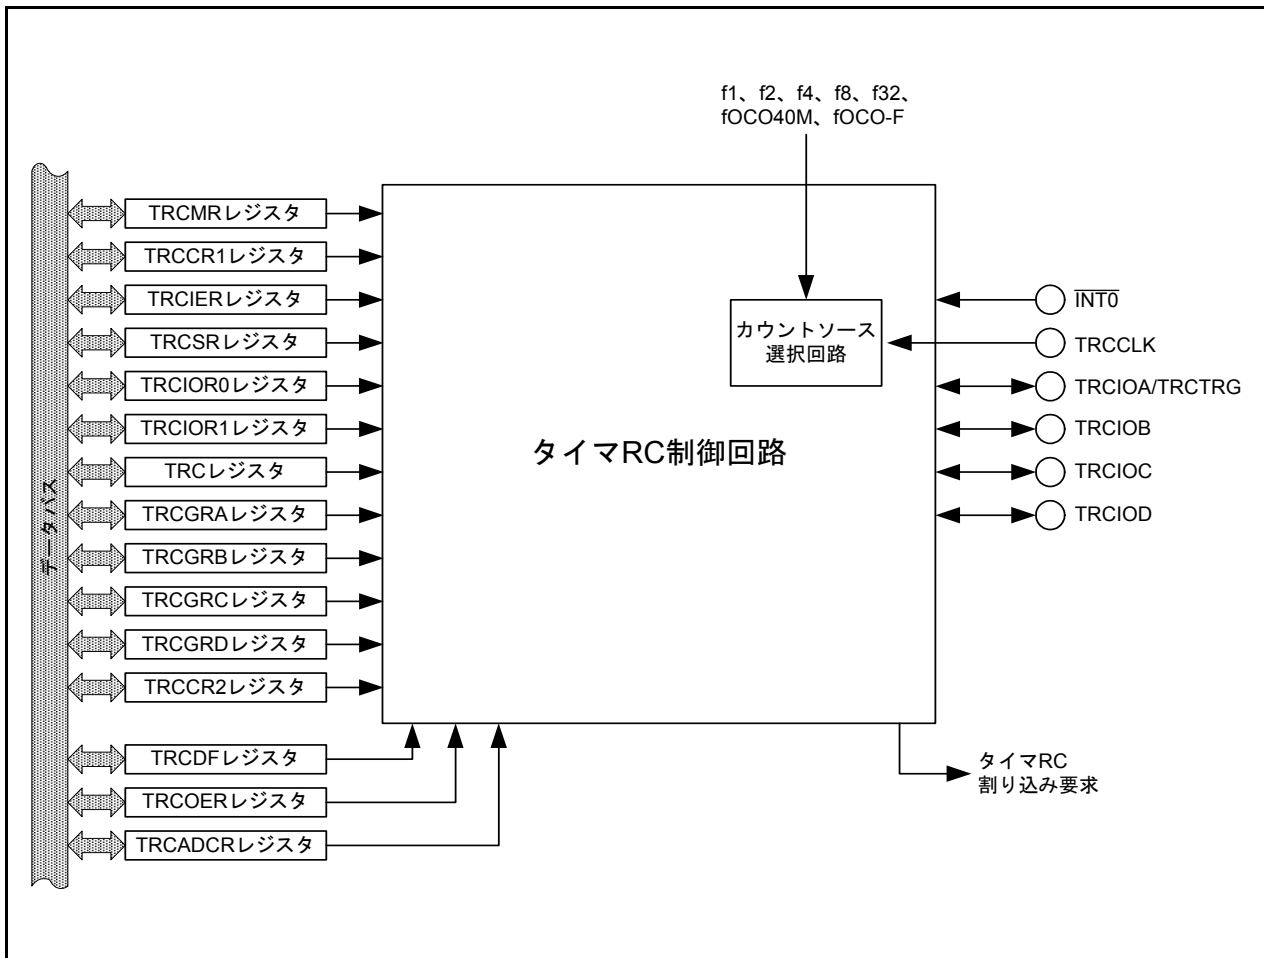 f1、f2、f4、f8、f32、
fOCO40M、fOCO-F
データバス
TRCMRレジスタ
TRCCR1レジスタ
TRCIERレジスタ
TRCSRレジスタ
TRCIOR0レジスタ
TRCIOR1レジスタ
TRCレジスタ
TRCGRAレジスタ
TRCGRBレジスタ
TRCGRCレジスタ
TRCGRDレジスタ
TRCCR2レジスタ
TRCDFレジスタ
TRCOERレジスタ
TRCADCRレジスタ
カウントソース
選択回路
タイマRC制御回路
INT0
TRCCLK
TRCIOA/TRCTRG
TRCIOB
TRCIOC
TRCIOD
タイマRC
割り込み要求